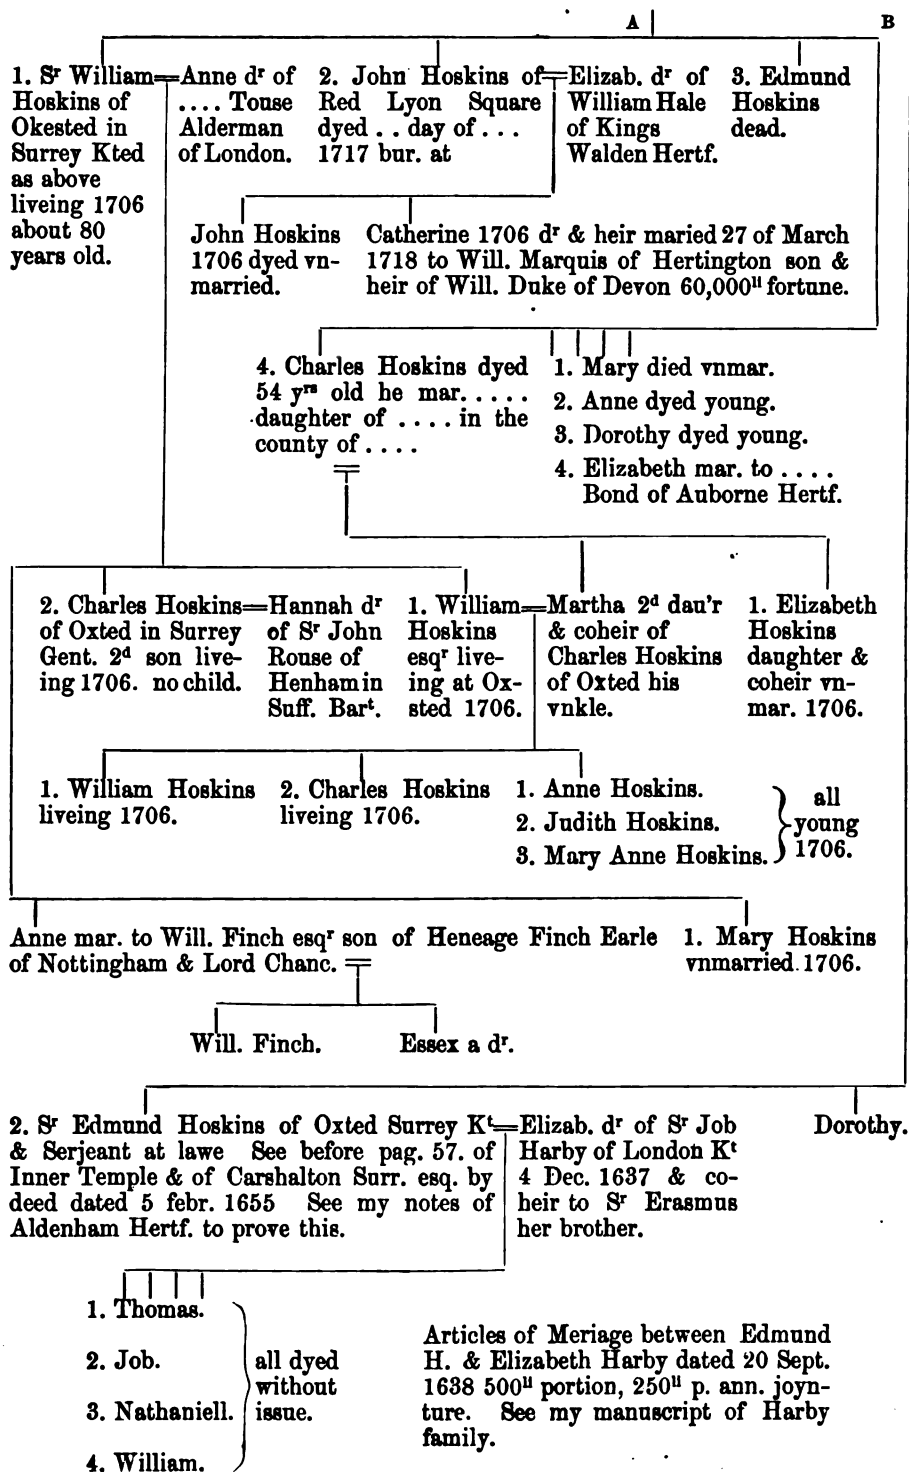 A B
1. Sr William=Anne dr of 2. John Hoskins of=Elizab. dr of 3. Edmund
Hoskins of .... Touse Red Lyon Square William Hale Hoskins
Okested in Alderman dyed .. day of ... of Kings dead.
Surrey Kted of London. 1717 bur. at Walden Hertf.
as above
liveing 1706
about 80
years old.
John Hoskins Catherine 1706 dr & heir maried 27 of March
1706 dyed vn- 1718 to Will. Marquis of Hertington son &
married. heir of Will. Duke of Devon 60,000ll fortune.
4. Charles Hoskins dyed
54 yrs old he mar.....
daughter of .... in the
county of ....
1. Mary died vnmar.
2. Anne dyed young.
3. Dorothy dyed young.
4. Elizabeth mar. to ....
Bond of Auborne Hertf.
2. Charles Hoskins=Hannah dr 1. William=Martha 2d dau'r 1. Elizabeth
of Oxted in Surrey of Sr John Hoskins & coheir of Hoskins
Gent. 2d son live- Rouse of esqr live- Charles Hoskins daughter &
ing 1706. no child. Henham in ing at Ox- of Oxted his coheir vn-
Suff. Bart. sted 1706. vnkle. mar. 1706.
1. William Hoskins 2. Charles Hoskins 1. Anne Hoskins.
liveing 1706. liveing 1706. 2. Judith Hoskins.
3. Mary Anne Hoskins.
all
young
1706.
Anne mar. to Will. Finch esqr son of Heneage Finch Earle 1. Mary Hoskins
of Nottingham & Lord Chanc. vnmarried. 1706.
Will. Finch. Essex a dr.
2. Sr Edmund Hoskins of Oxted Surrey Kt=Elizab. dr of Sr Job Dorothy.
& Serjeant at lawe See before pag. 57. of Harby of London Kt
Inner Temple & of Carshalton Surr. esq. by 4 Dec. 1637 & co-
deed dated 5 febr. 1655 See my notes of heir to Sr Erasmus
Aldenham Hertf. to prove this. her brother.
1. Thomas.
2. Job.
3. Nathaniell.
4. William.
all dyed
without
issue.
Articles of Meriage between Edmund
H. & Elizabeth Harby dated 20 Sept.
1638 500ll portion, 250ll p. ann. joyn-
ture. See my manuscript of Harby
family.